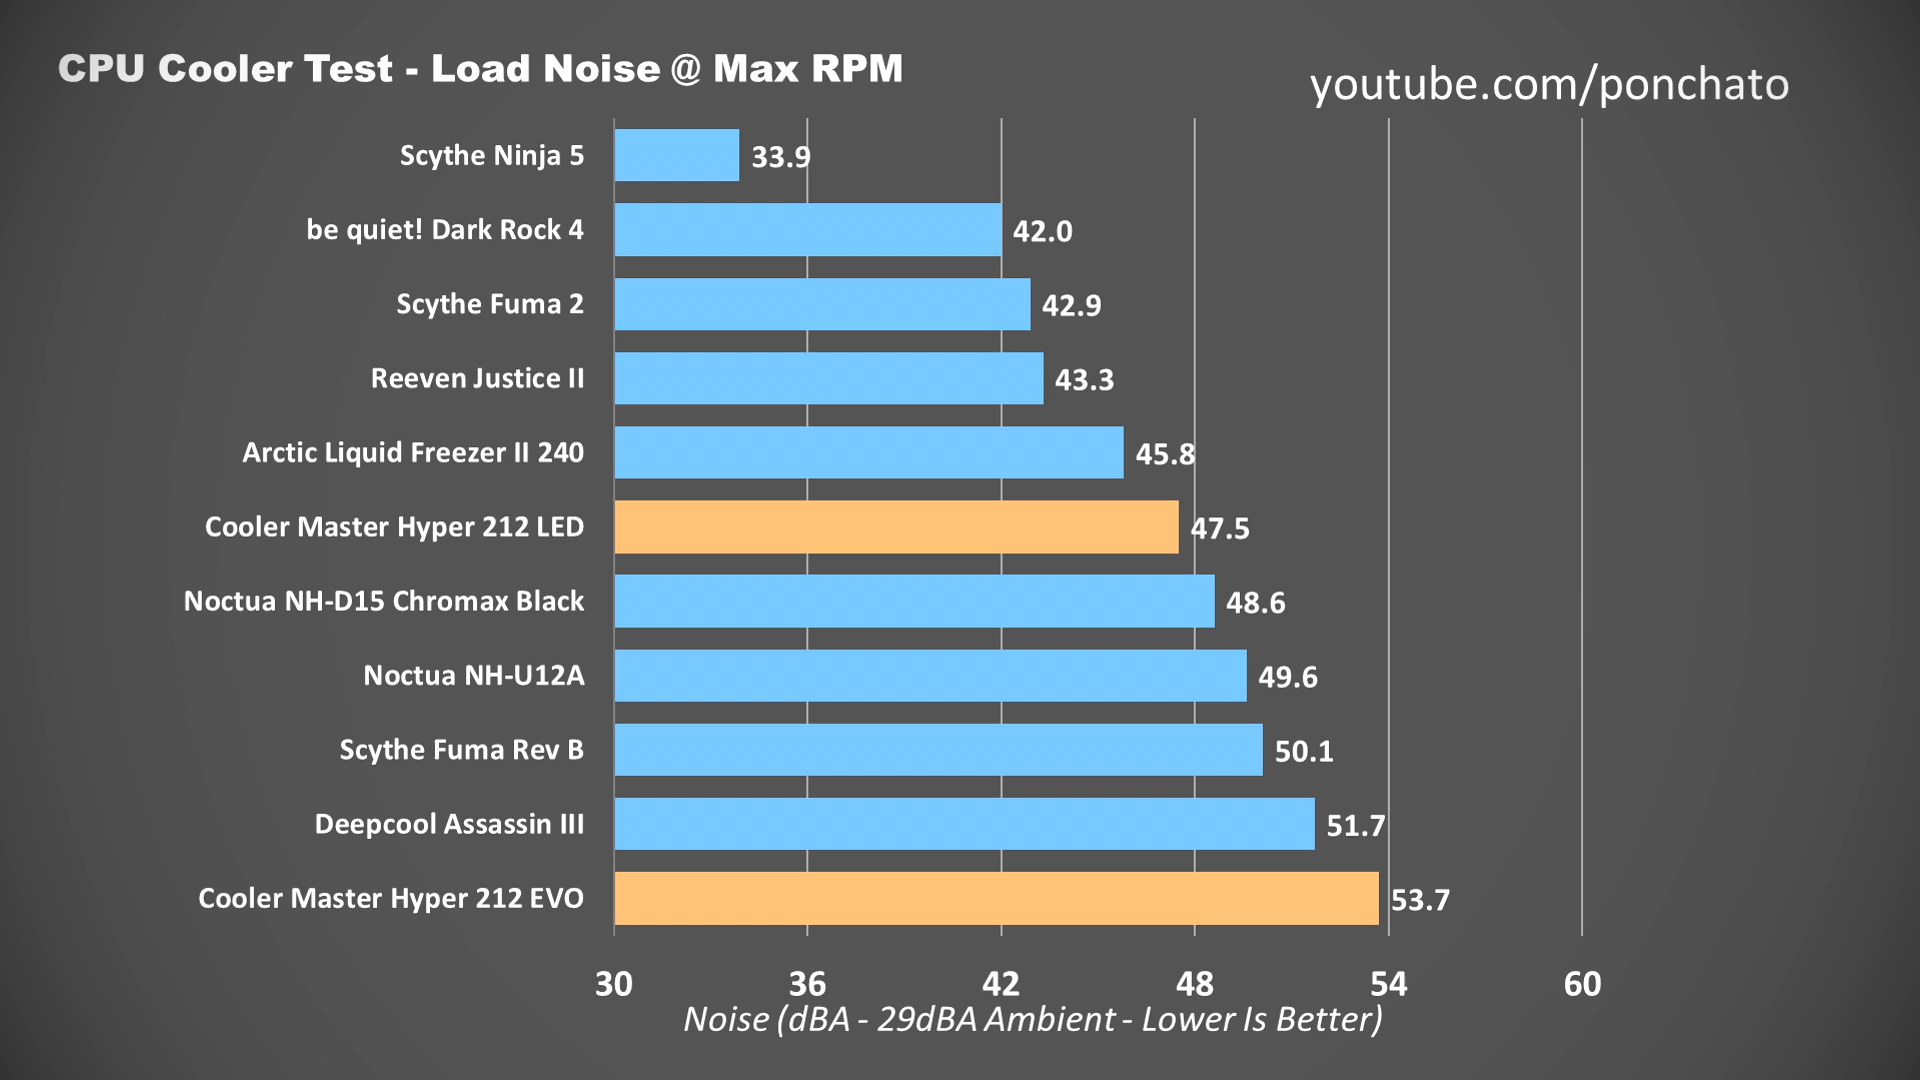 CPU Cooler Test - Load Noise @ Max RPM
youtube.com/ponchato
Scythe Ninja 5 33.9
be quiet! Dark Rock 4 42.0
Scythe Fuma 2 42.9
Reeven Justice II 43.3
Arctic Liquid Freezer II 240 45.8
Cooler Master Hyper 212 LED 47.5
Noctua NH-D15 Chromax Black 48.6
Noctua NH-U12A 49.6
Scythe Fuma Rev B 50.1
Deepcool Assassin III 51.7
Cooler Master Hyper 212 EVO 53.7
30 36 42 48 54 60
Noise (dBA - 29dBA Ambient - Lower Is Better)